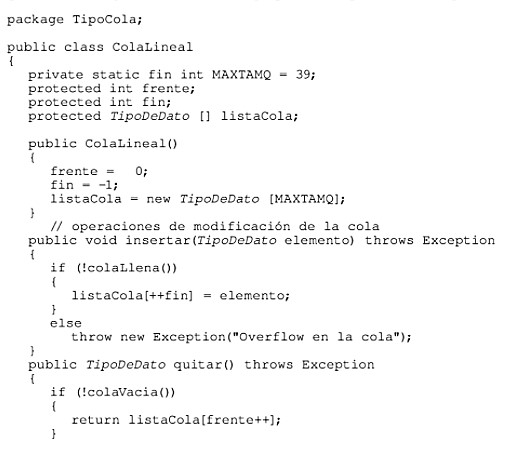 package TipoCola;
public class ColaLineal
{
private static fin int MAXTAMQ = 39;
protected int frente;
protected int fin;
protected TipoDeDato [] listaCola;
public ColaLineal()
{
frente = 0;
fin = -1;
listaCola = new TipoDeDato [MAXTAMQ];
}
// operaciones de modificación de la cola
public void insertar(TipoDeDato elemento) throws Exception
{
if (!colaLlena())
{
listaCola[++fin] = elemento;
}
else
throw new Exception("Overflow en la cola");
}
public TipoDeDato quitar() throws Exception
{
if (!colaVacia())
{
return listaCola[frente++];
}